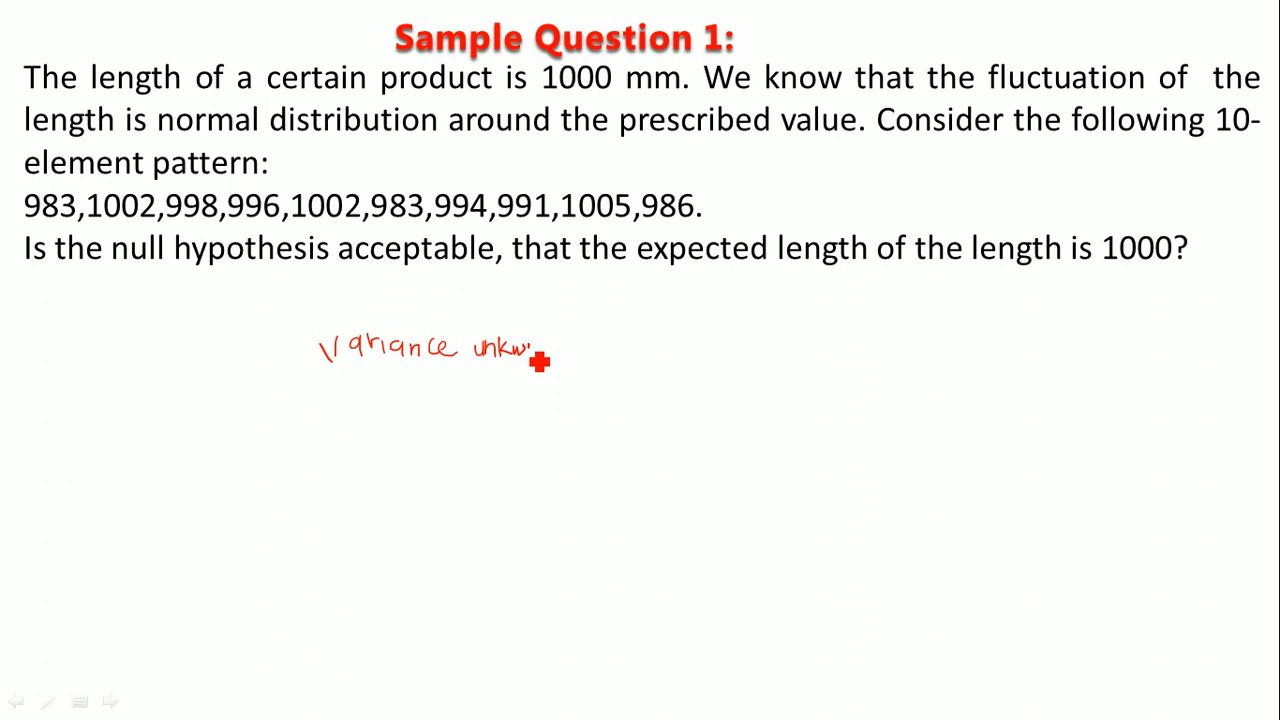 Sample Question 1:
The length of a certain product is 1000 mm. We know that the fluctuation of the
length is normal distribution around the prescribed value. Consider the following 10-
element pattern:
983,1002,998,996,1002,983,994,991,1005,986.
Is the null hypothesis acceptable, that the expected length of the length is 1000?
Variance